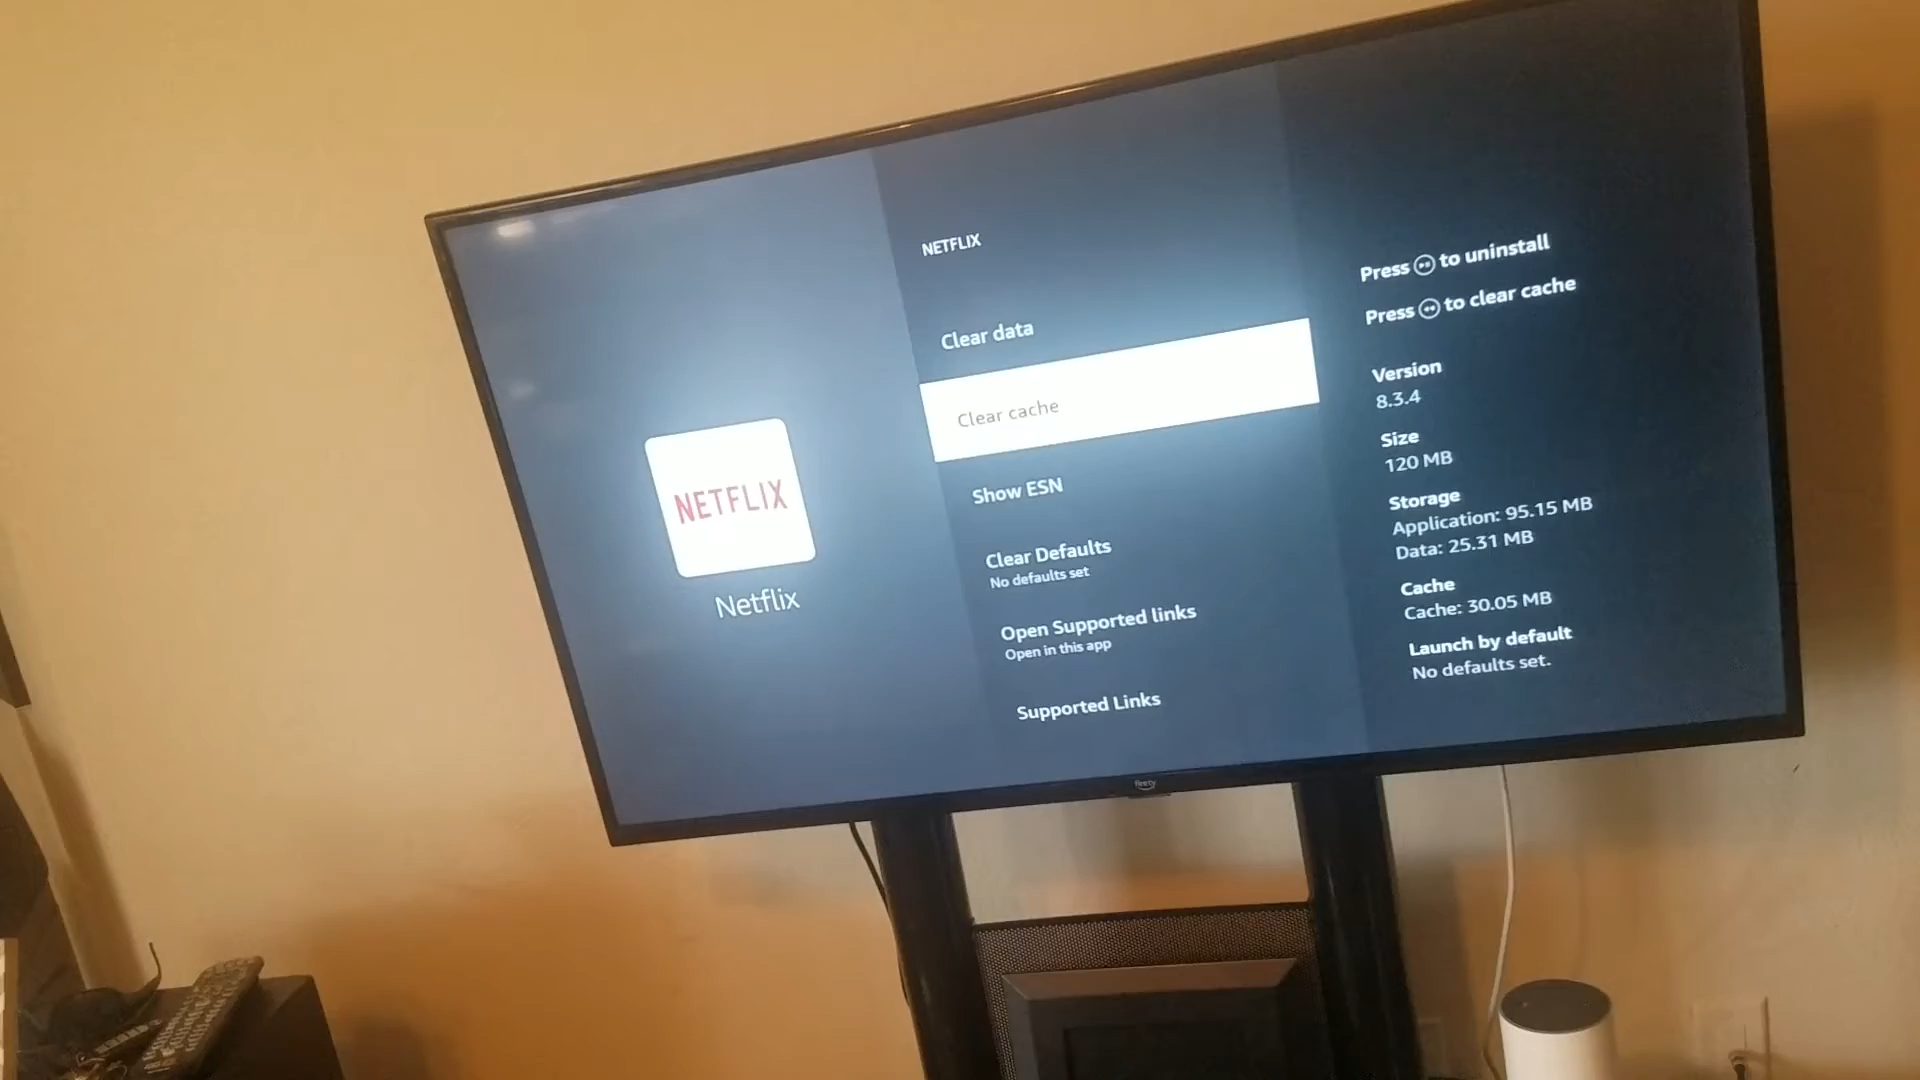 NETFLIX
Clear data
Clear cache
Show ESN
Clear Defaults
No defaults set
Open Supported links
Open in this app
Supported Links
NETFLIX
Netflix
Press to uninstall
Press to clear cache
Version
8.3.4
Size
120 MB
Storage
Application: 95.15 MB
Data: 25.31 MB
Cache
Cache: 30.05 MB
Launch by default
No defaults set.
firetv